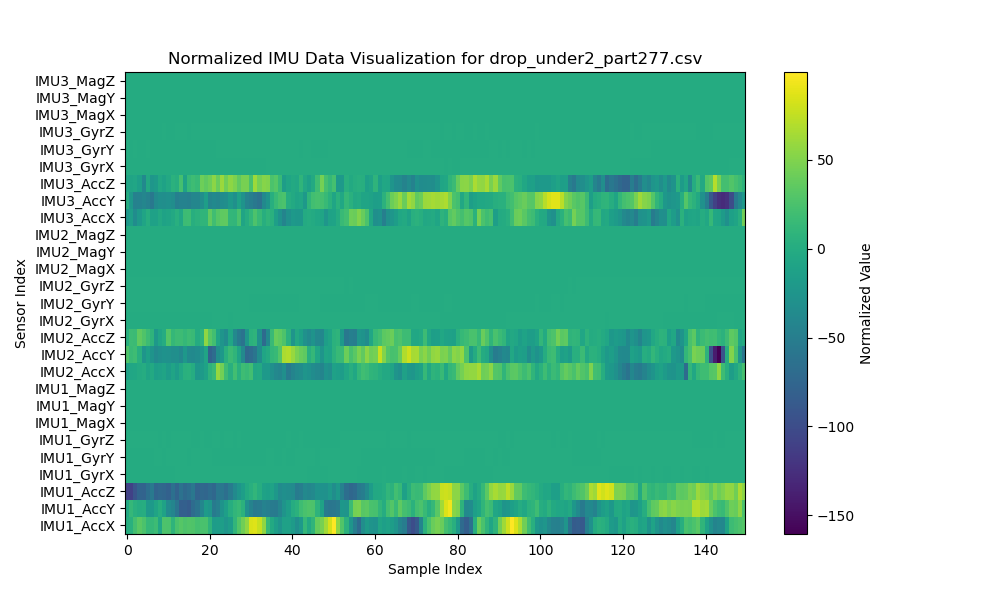 Normalized IMU Data Visualization for drop_under2_part277.csv
IMU3_MagZ
IMU3_MagY
IMU3_MagX
IMU3_GyrZ
IMU3_GyrY
IMU3_GyrX
IMU3_AccZ
IMU3_AccY
IMU3_AccX
IMU2_MagZ
IMU2_MagY
IMU2_MagX
IMU2_GyrZ
IMU2_GyrY
IMU2_GyrX
IMU2_AccZ
IMU2_AccY
IMU2_AccX
IMU1_MagZ
IMU1_MagY
IMU1_MagX
IMU1_GyrZ
IMU1_GyrY
IMU1_GyrX
IMU1_AccZ
IMU1_AccY
IMU1_AccX
Sensor Index
0 20 40 60 80 100 120 140
Sample Index
50
0
−50
−100
−150
Normalized Value